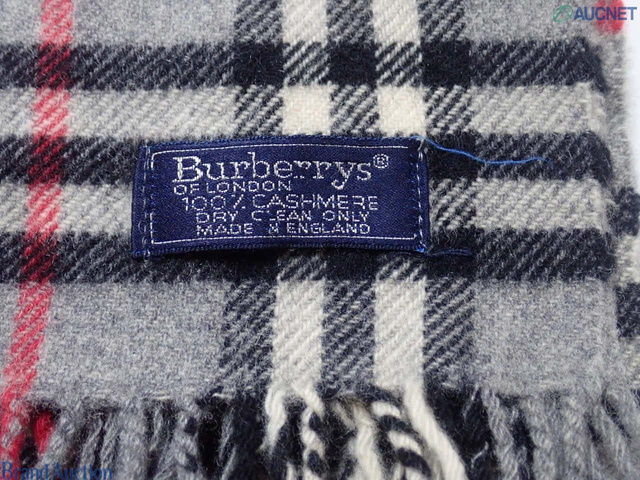 AUCNET
Burberrys®
OF LONDON
100% CASHMERE
DRY CLEAN ONLY
MADE IN ENGLAND
Brand Auction